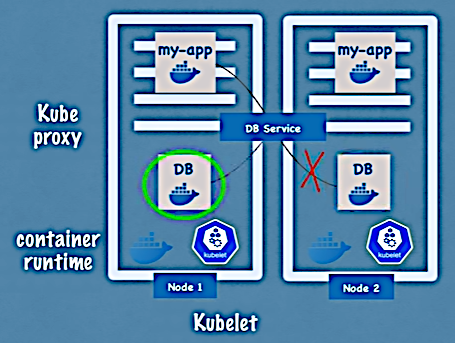 my-app
my-app
Kube
proxy
DB Service
DB
DB
container
runtime
kubelet
kubelet
Node 1
Node 2
Kubelet